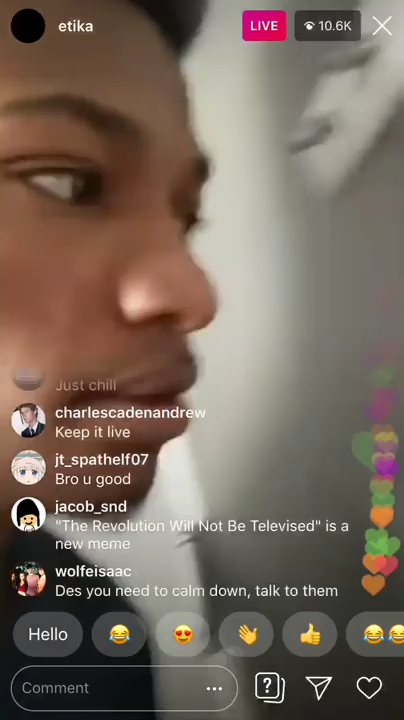 etika
LIVE
10.6K
Just chill
charlescadenandrew
Keep it live
jt_spathelf07
Bro u good
jacob_snd
"The Revolution Will Not Be Televised" is a
new meme
wolfeisaac
Des you need to calm down, talk to them
Hello
Comment